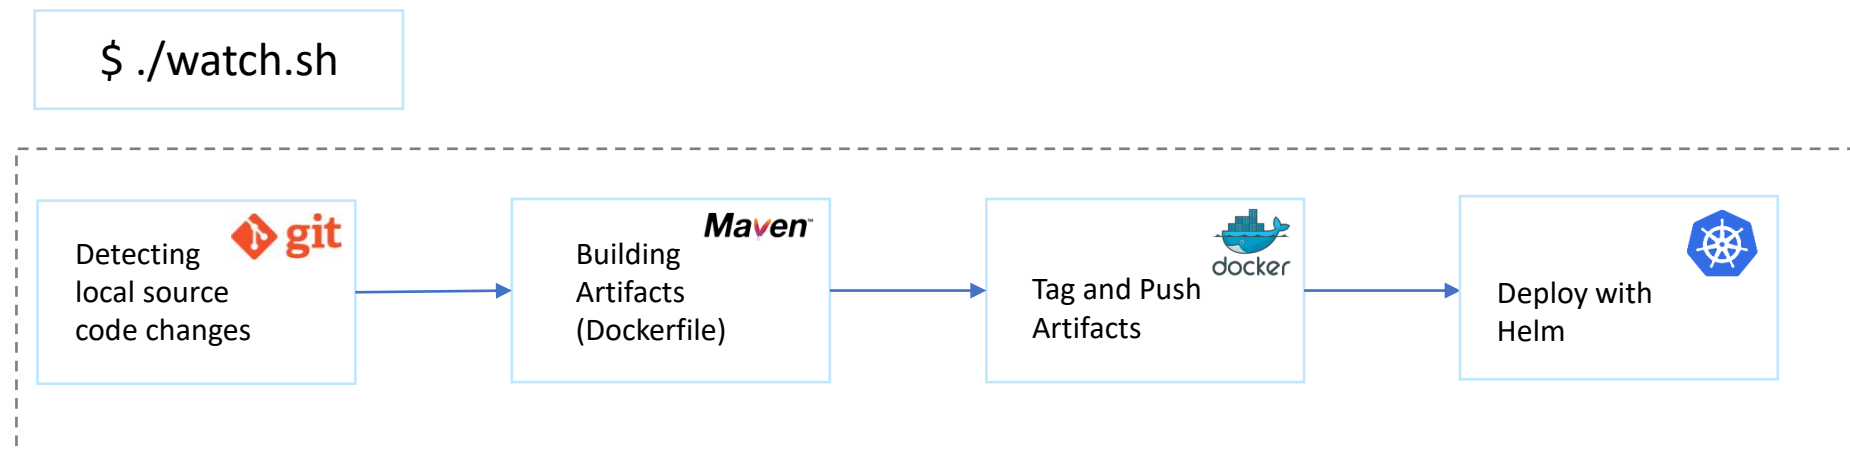 $ ./watch.sh
git
Detecting
local source
code changes
Maven™
Building
Artifacts
(Dockerfile)
docker
Tag and Push
Artifacts
Deploy with
Helm